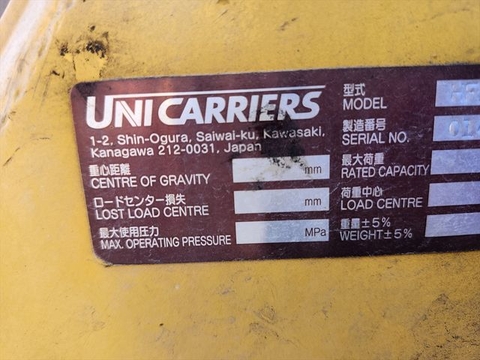 UNICARRIERS
1-2, Shin-Ogura, Saiwai-ku, Kawasaki,
Kanagawa 212-0031, Japan
重心距離
CENTRE OF GRAVITY mm
ロードセンター損失
LOST LOAD CENTRE mm
最大使用圧力
MAX. OPERATING PRESSURE MPa
型式
MODEL
製造番号
SERIAL NO.
最大荷重
RATED CAPACITY
荷重中心
LOAD CENTRE
重量±5%
WEIGHT±5%